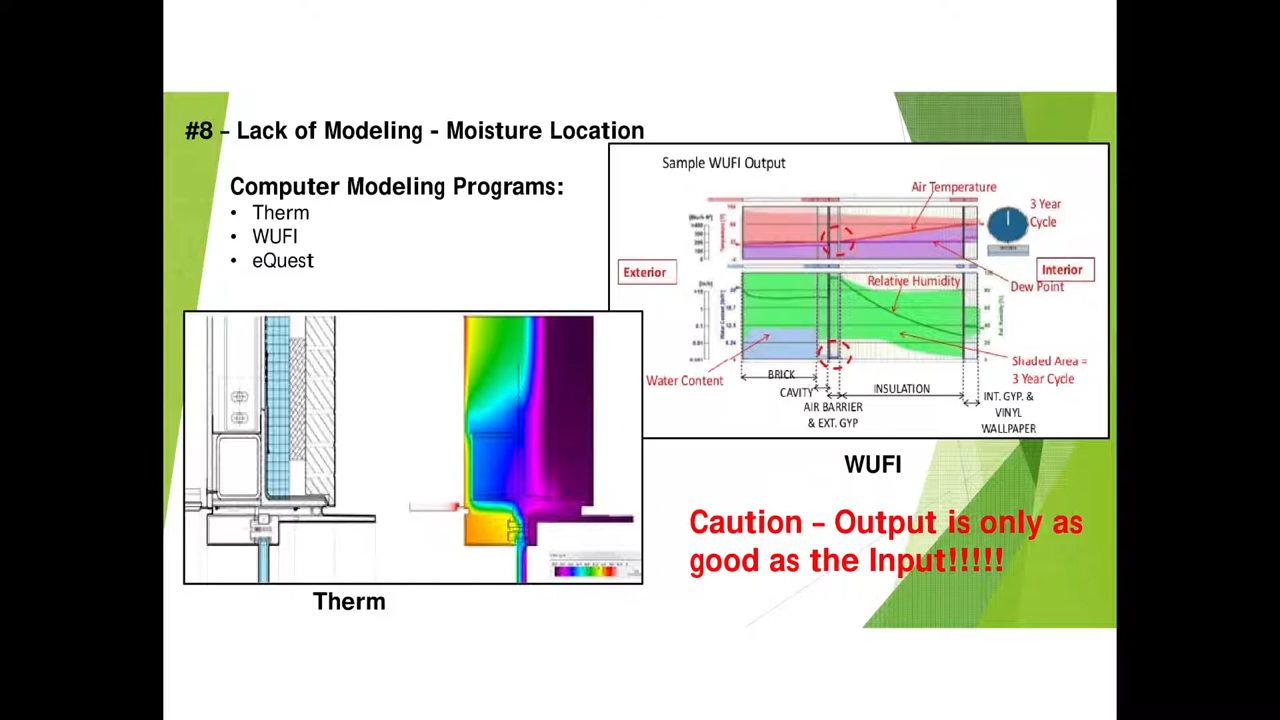 #8 – Lack of Modeling - Moisture Location
Computer Modeling Programs:
• Therm
• WUFI
• eQuest
Sample WUFI Output
Air Temperature
3 Year
Cycle
Exterior
Interior
Relative Humidity
Dew Point
Water Content
Shaded Area =
3 Year Cycle
BRICK
CAVITY
AIR BARRIER
& EXT. GYP
INSULATION
INT. GYP. &
VINYL
WALLPAPER
WUFI
Caution – Output is only as
good as the Input!!!!!
Therm